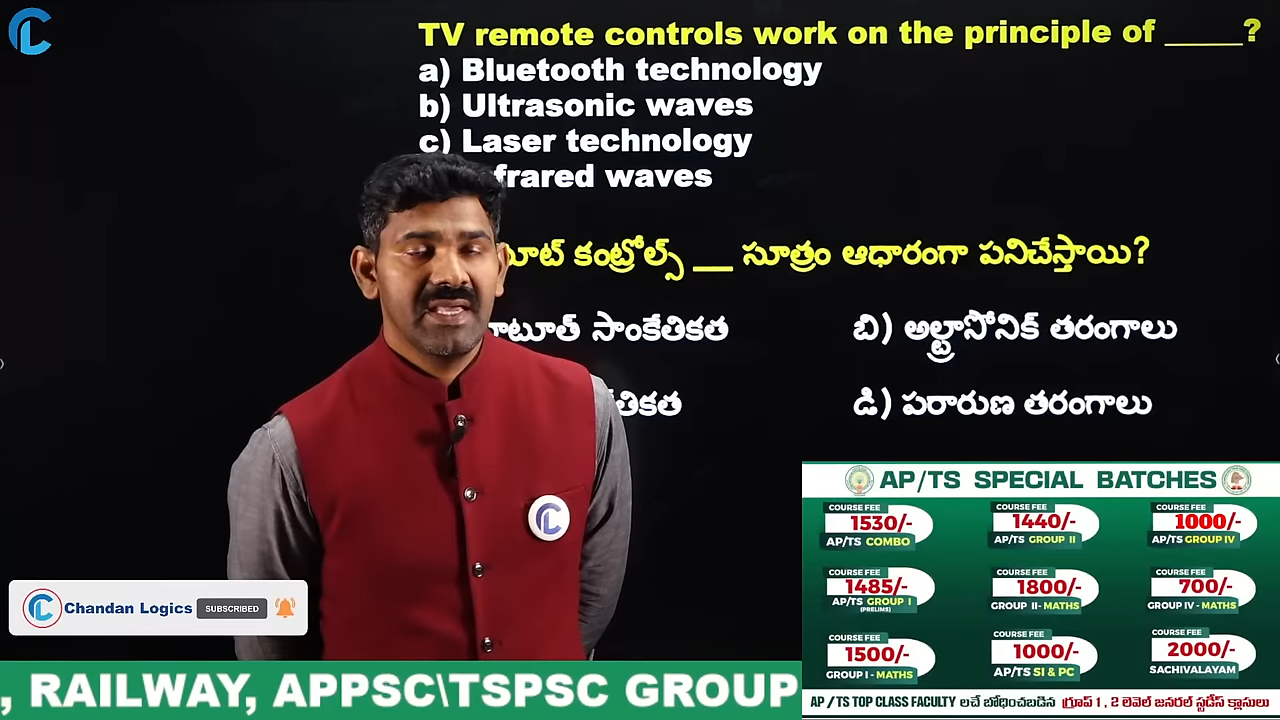 TV remote controls work on the principle of _____?
a) Bluetooth technology
b) Ultrasonic waves
c) Laser technology
frared waves
కంట్రోల్స్ __ సూత్రం ఆధారంగా పనిచేస్తాయి?
సాంకేతికత
బి) అల్ట్రాసోనిక్ తరంగాలు
డి) పరారుణ తరంగాలు
AP/TS SPECIAL BATCHES
COURSE FEE COURSE FEE COURSE FEE
1530/- 1440/- 1000/-
AP/TS COMBO AP/TS GROUP II AP/TS GROUP IV
COURSE FEE COURSE FEE COURSE FEE
1485/- 1800/- 700/-
AP/TS GROUP I (PRELIMS) GROUP II- MATHS GROUP IV - MATHS
COURSE FEE COURSE FEE COURSE FEE
1500/- 1000/- 2000/-
GROUP I - MATHS AP/TS SI & PC SACHIVALAYAM
AP / TS TOP CLASS FACULTY లచే బోధించబడిన గ్రూప్ 1, 2 లెవెల్ జనరల్ స్టడీస్ క్లాసులు
Chandan Logics SUBSCRIBED
, RAILWAY, APPSC\TSPSC GROUP